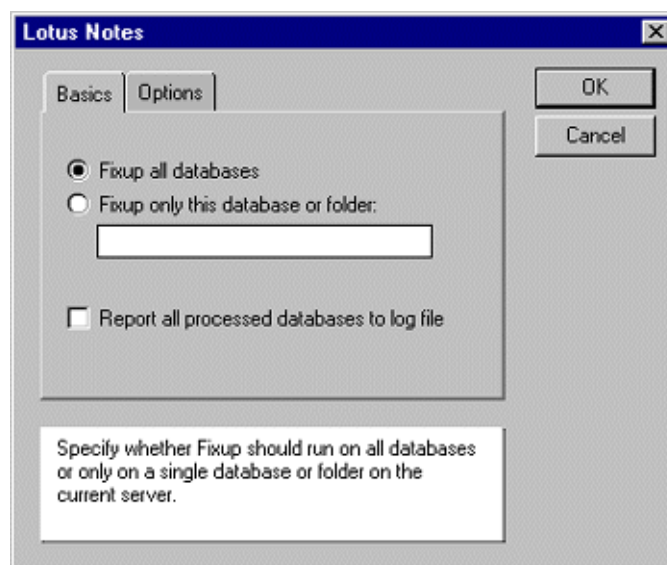 Lotus Notes
Basics
Options
OK
Cancel
Fixup all databases
Fixup only this database or folder:
Report all processed databases to log file
Specify whether Fixup should run on all databases
or only on a single database or folder on the
current server.